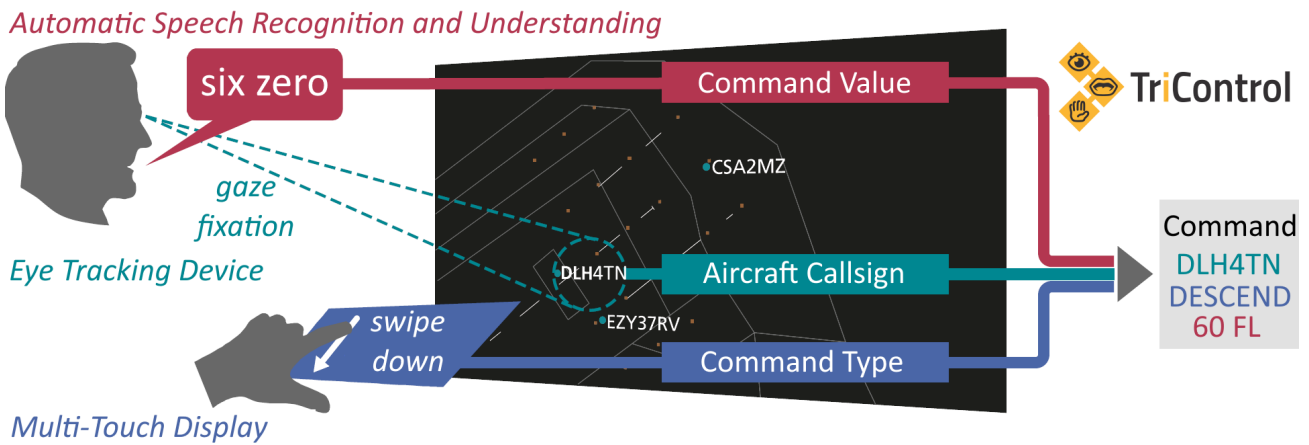 Automatic Speech Recognition and Understanding
six zero
Command Value
TriControl
CSA2MZ
gaze
fixation
Command
DLH4TN
DESCEND
60 FL
Eye Tracking Device
DLH4TN
Aircraft Callsign
EZY37RV
swipe
down
Command Type
Multi-Touch Display